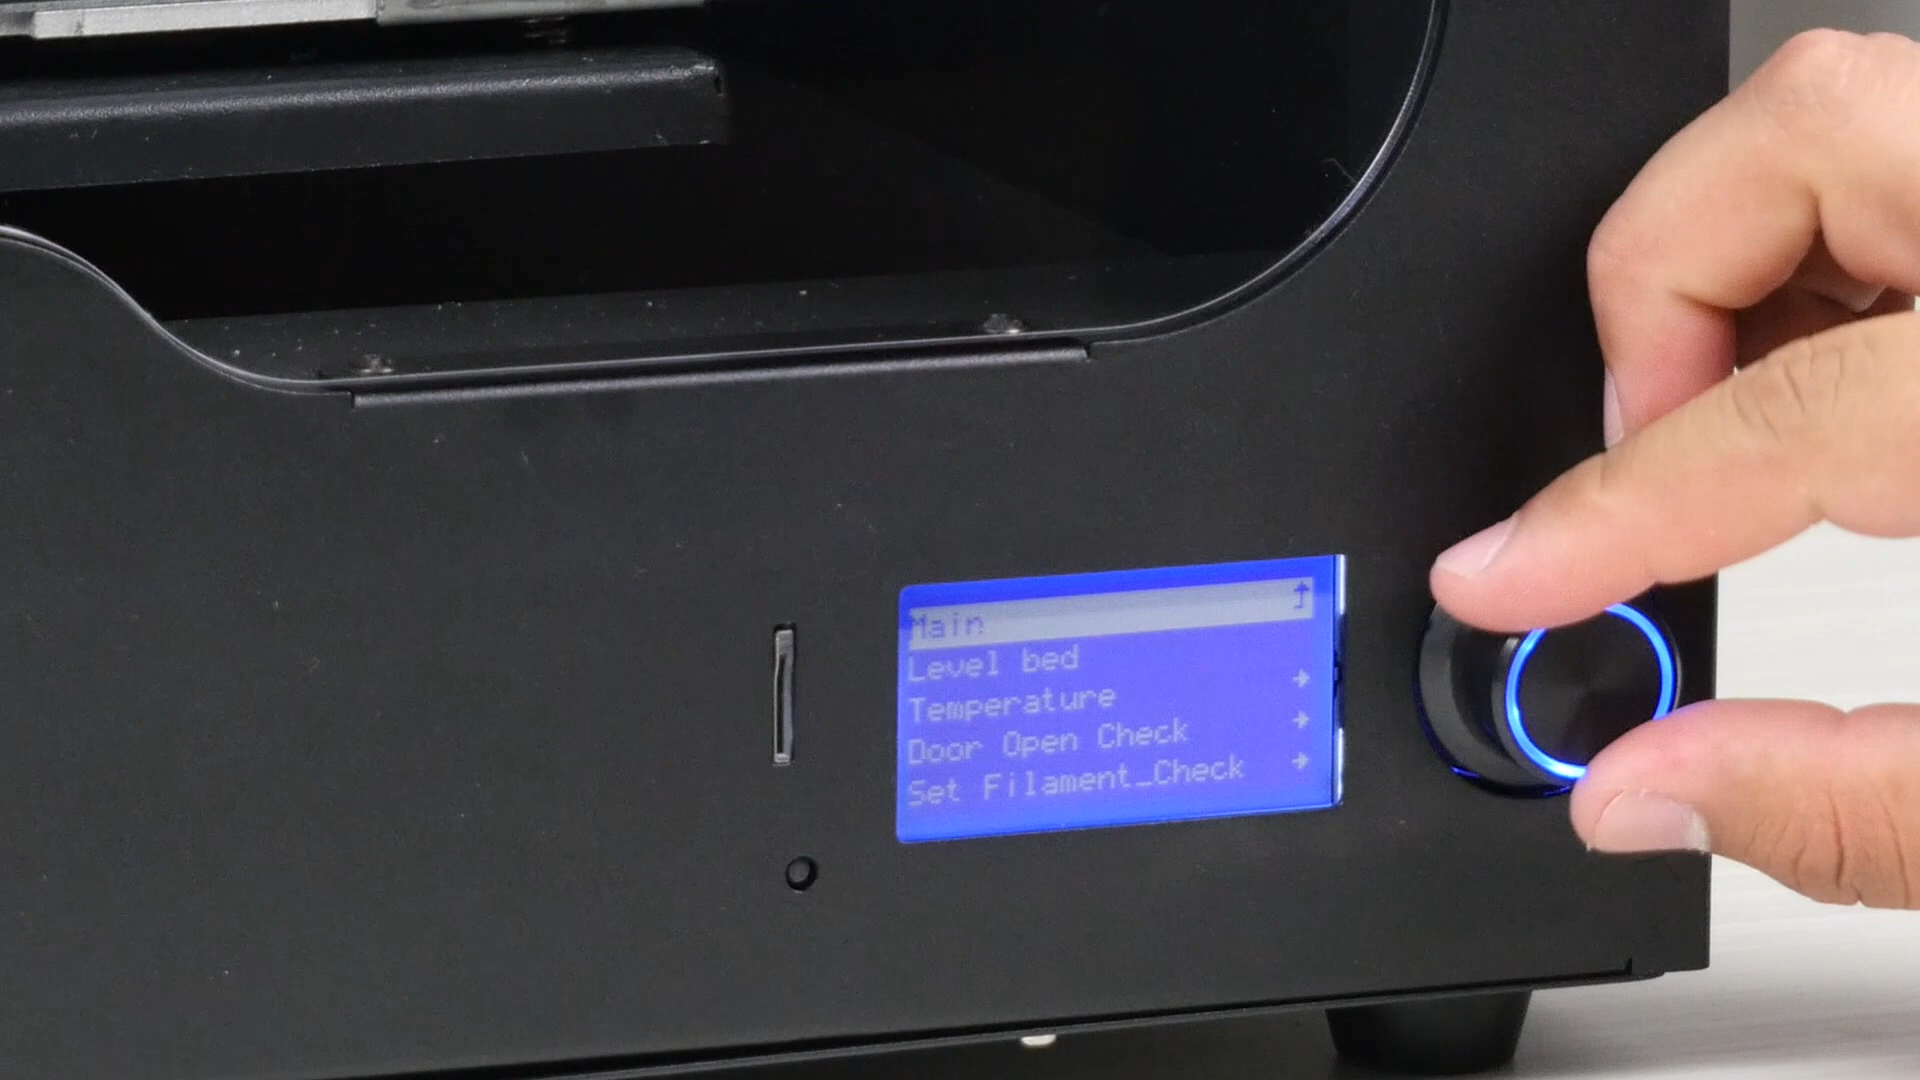 Main
Level bed
Temperature
Door Open Check
Set Filament_Check